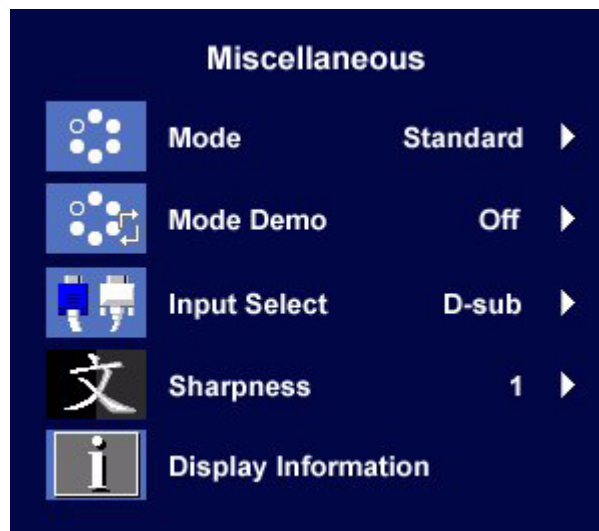 Miscellaneous
Mode Standard
Mode Demo Off
Input Select D-sub
文 Sharpness 1
i Display Information